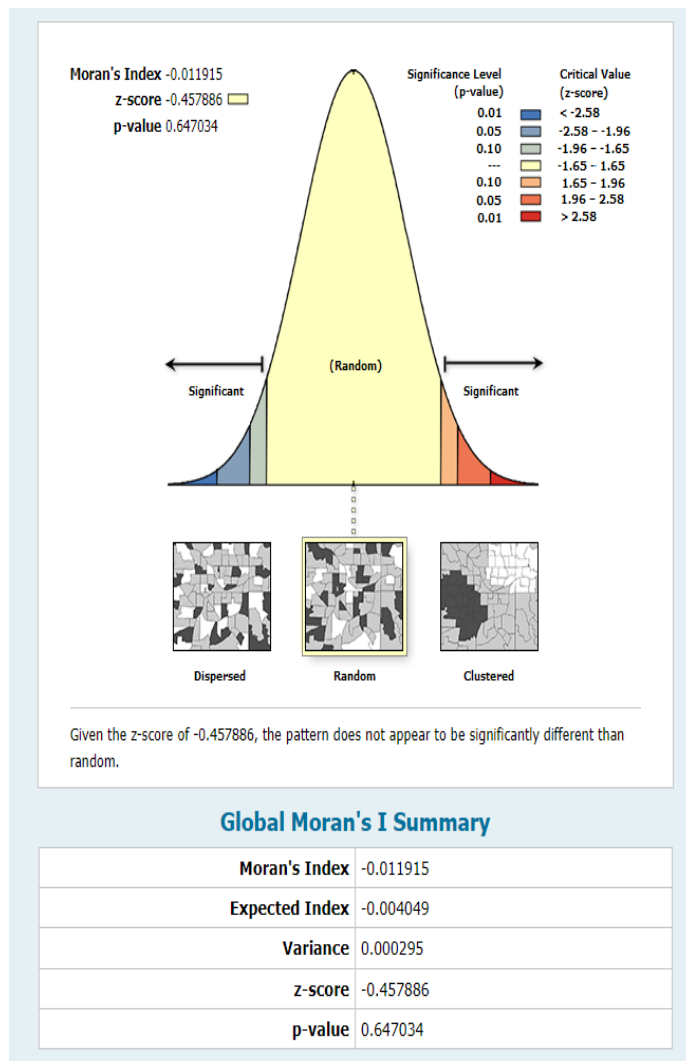 Moran's Index -0.011915
z-score -0.457886
p-value 0.647034
Significance Level
(p-value)
Critical Value
(z-score)
0.01 < -2.58
0.05 -2.58 - -1.96
0.10 -1.96 - -1.65
--- -1.65 - 1.65
0.10 1.65 - 1.96
0.05 1.96 - 2.58
0.01 > 2.58
Significant
(Random)
Significant
Dispersed
Random
Clustered
Given the z-score of -0.457886, the pattern does not appear to be significantly different than
random.
Global Moran's I Summary
Moran's Index -0.011915
Expected Index -0.004049
Variance 0.000295
z-score -0.457886
p-value 0.647034